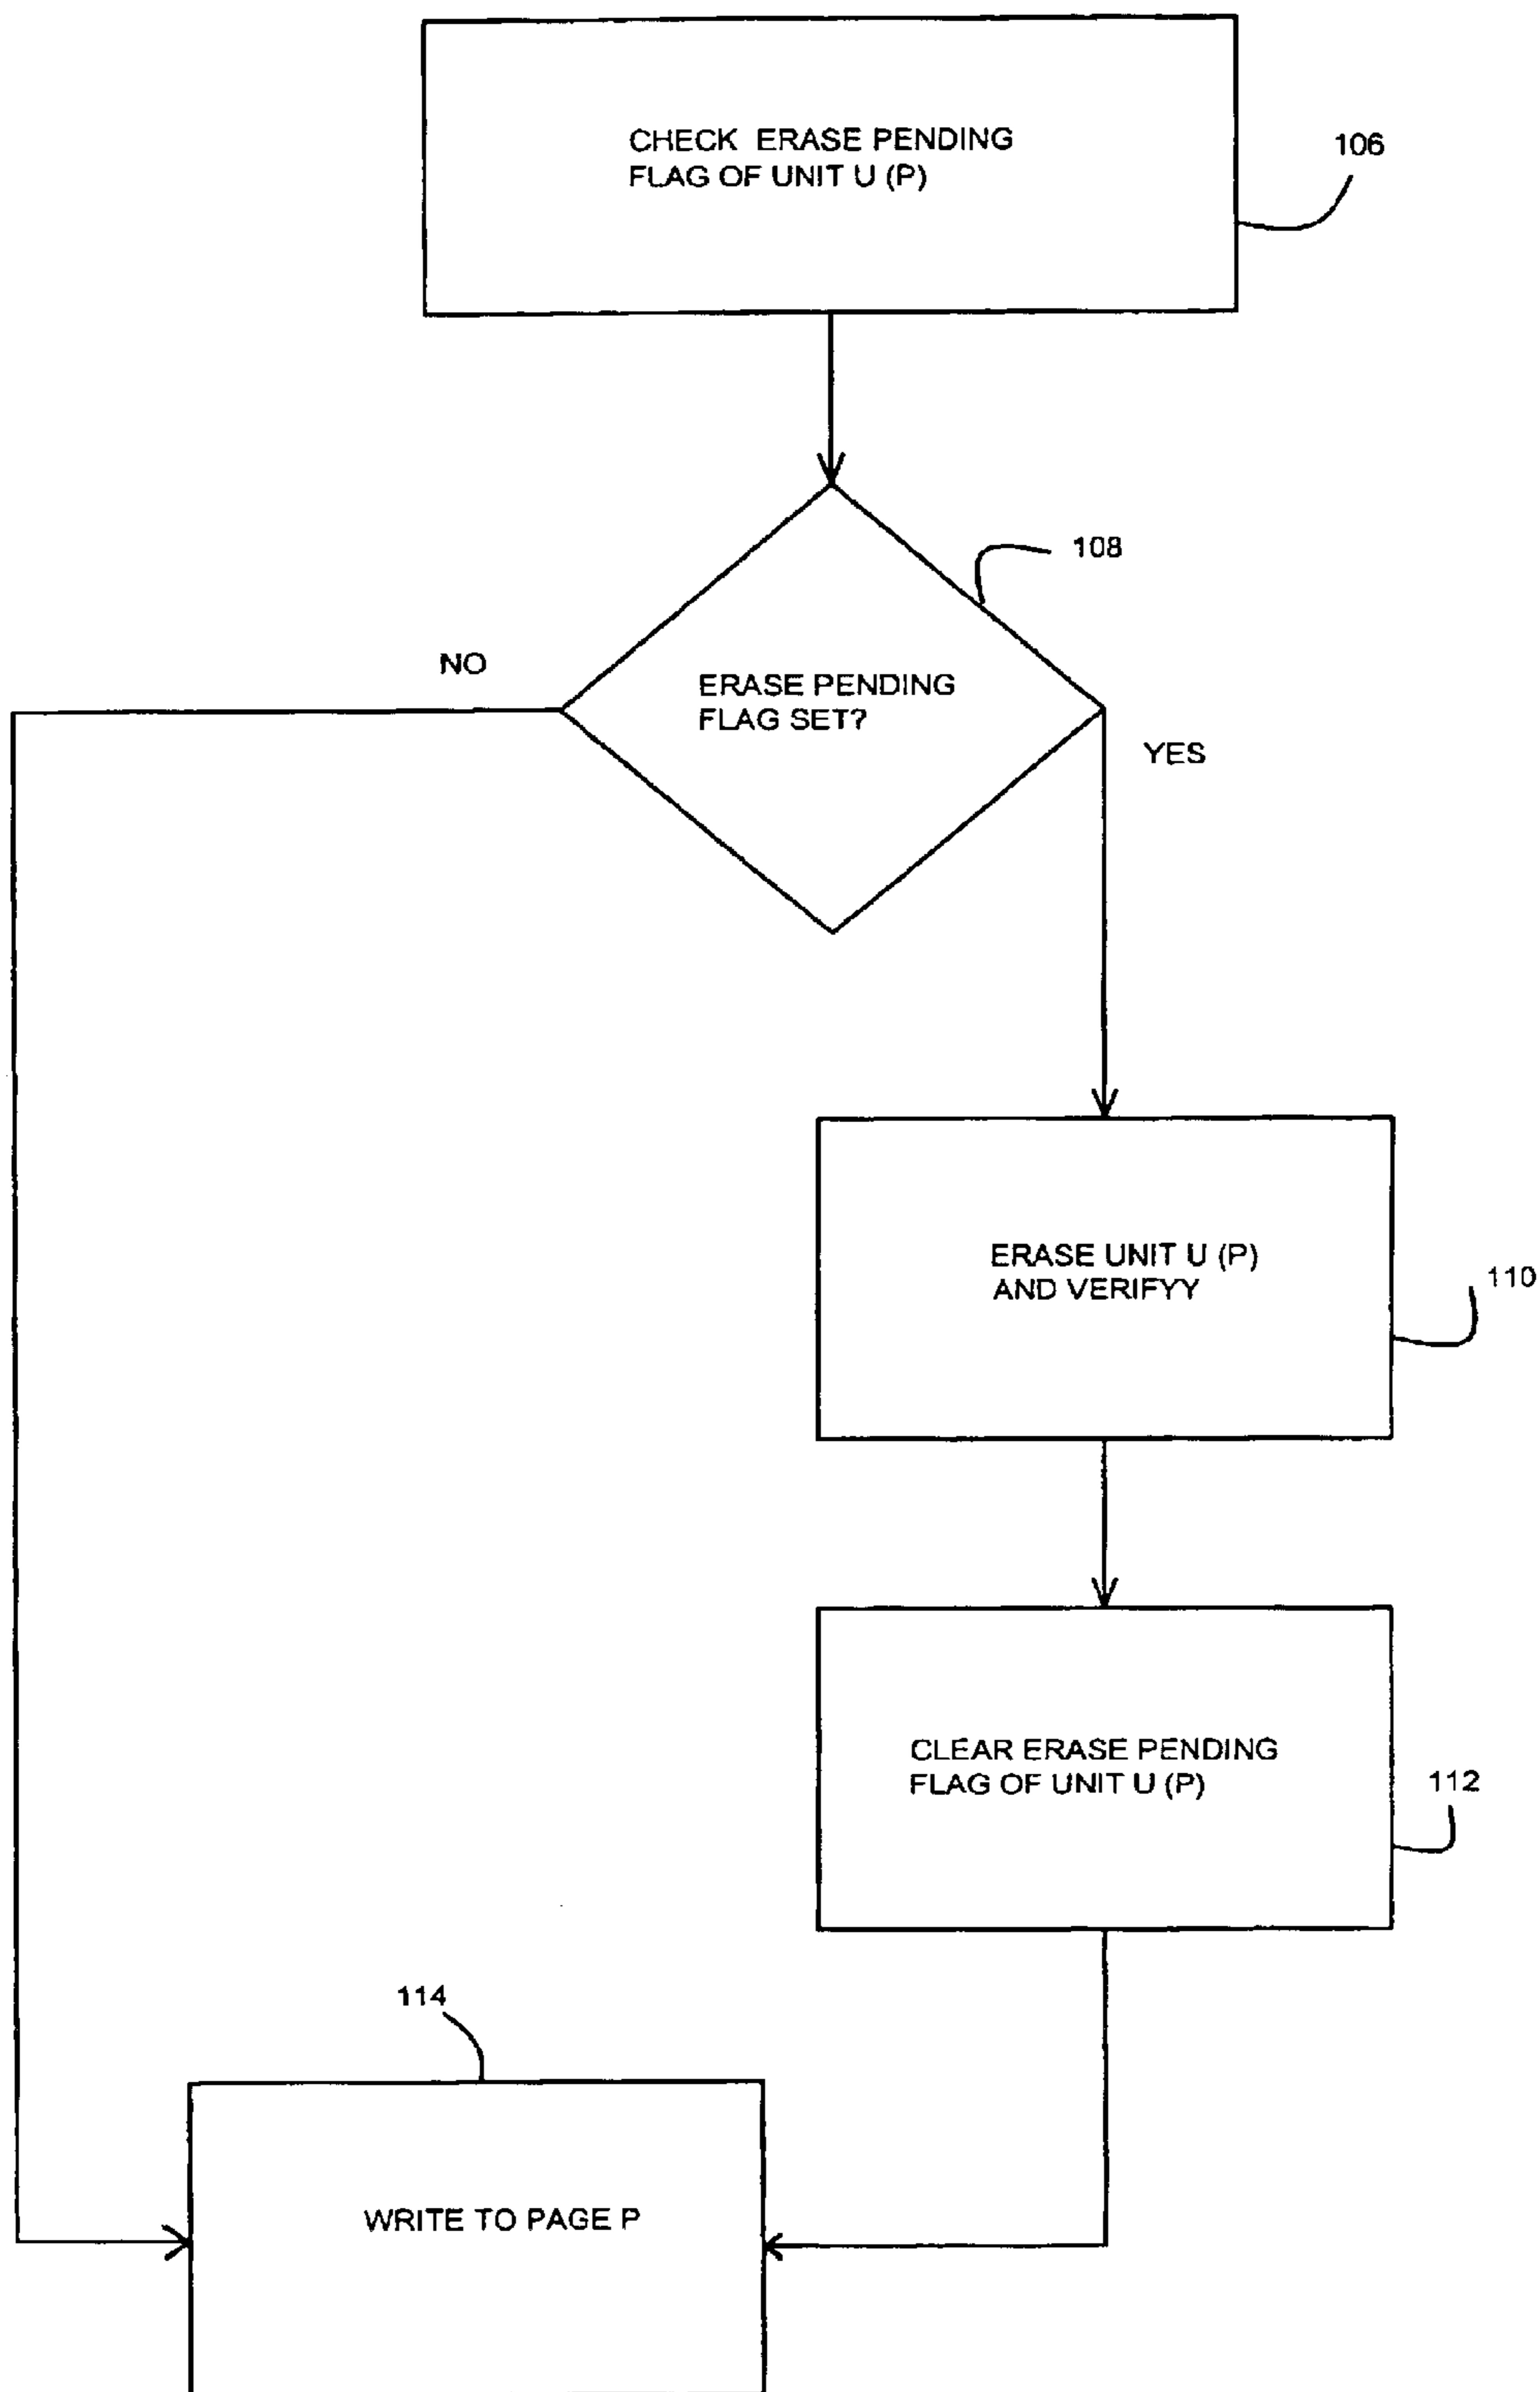 CHECK ERASE PENDING
FLAG OF UNIT U (P)
106
108
NO
ERASE PENDING
FLAG SET?
YES
ERASE UNIT U (P)
AND VERIFYY
110
CLEAR ERASE PENDING
FLAG OF UNIT U (P)
112
114
WRITE TO PAGE P